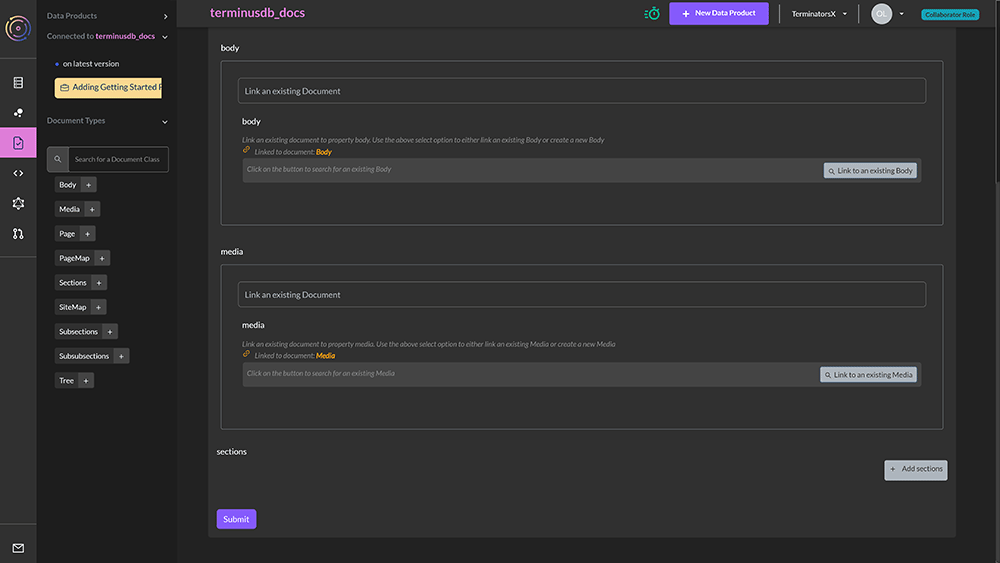 terminusdb_docs
New Data Product
TerminatorsX
CL
Collaborator Role
Data Products
Connected to terminusdb_docs
on latest version
Adding Getting Started
Document Types
Search for a Document Class
Body +
Media +
Page +
PageMap +
Sections +
SiteMap +
Subsections +
Subsubsections +
Tree +
body
Link an existing Document
body
Link an existing document to property body. Use the above select option to either link an existing Body or create a new Body
Linked to document: Body
Click on the button to search for an existing Body
Link to an existing Body
media
Link an existing Document
media
Link an existing document to property media. Use the above select option to either link an existing Media or create a new Media
Linked to document: Media
Click on the button to search for an existing Media
Link to an existing Media
sections
+ Add sections
Submit